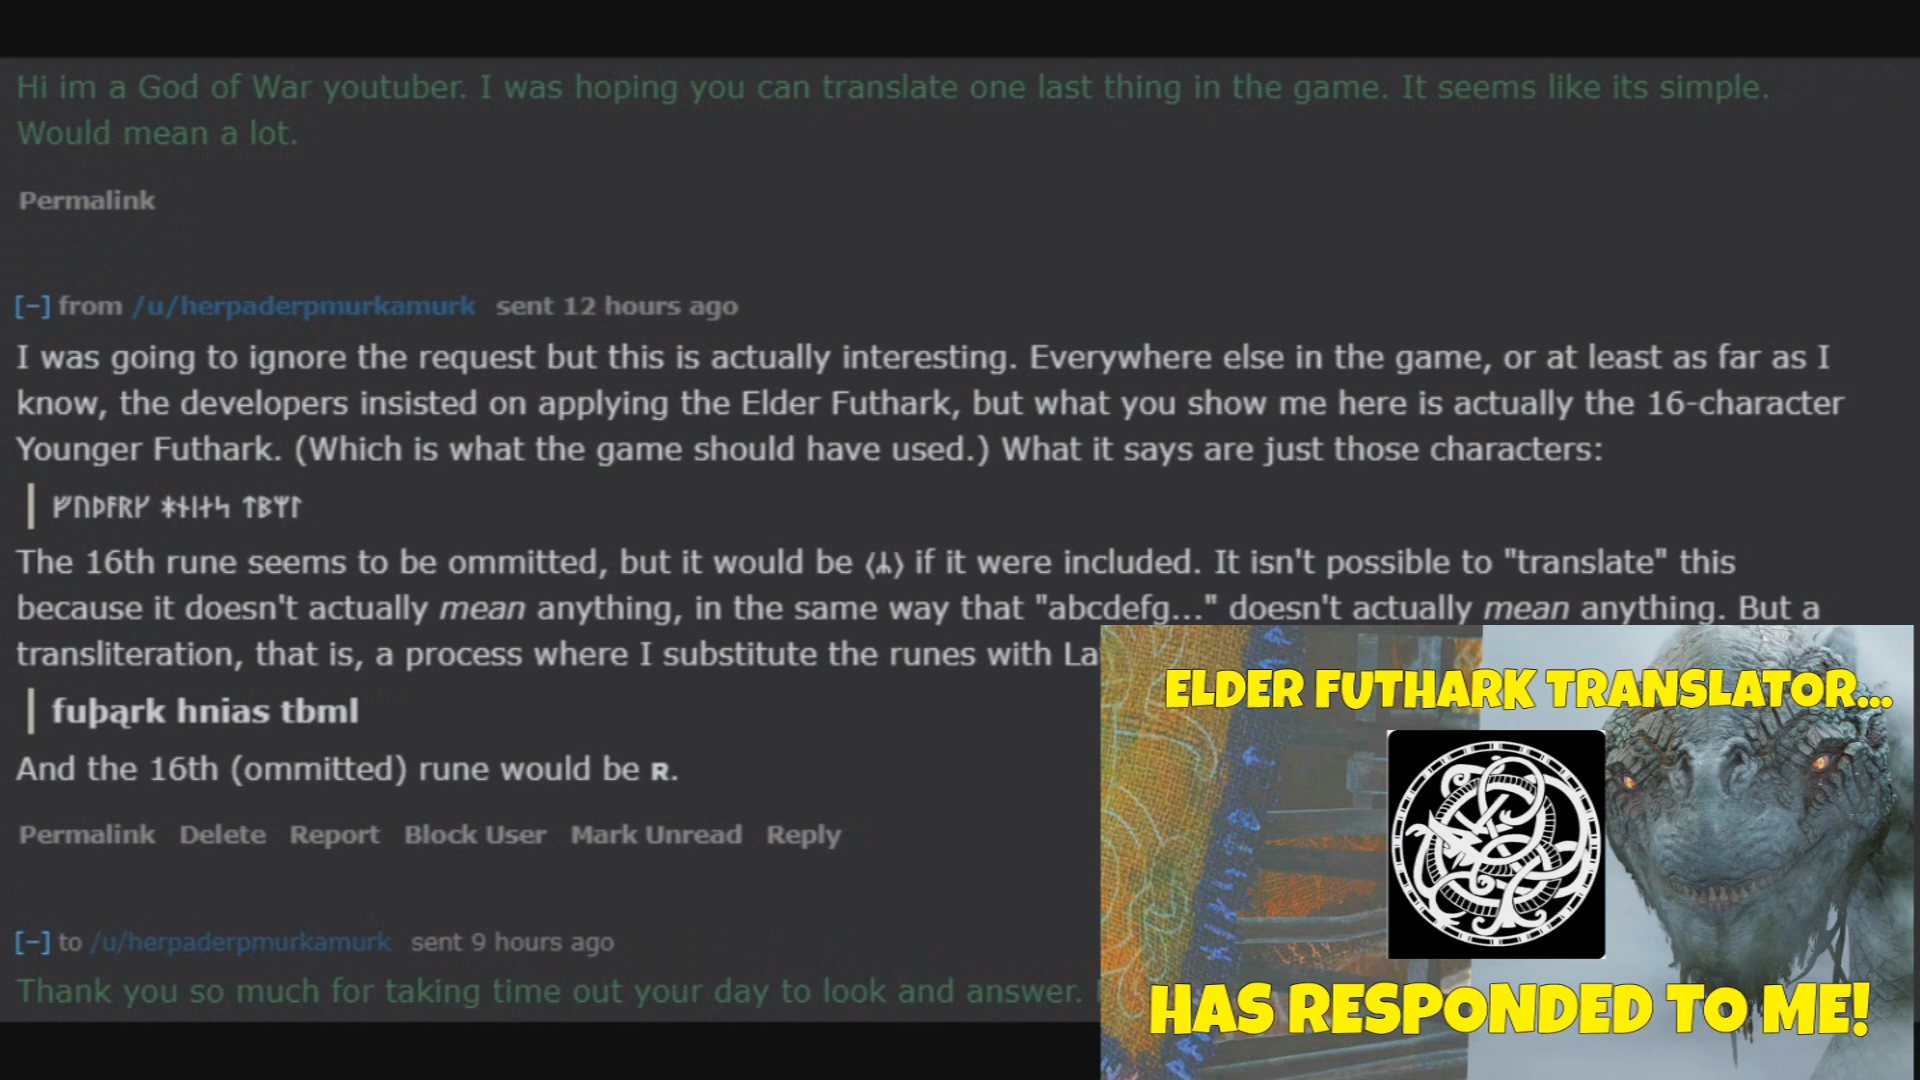 Hi im a God of War youtuber. I was hoping you can translate one last thing in the game. It seems like its simple.
Would mean a lot.
Permalink
[-] from /u/herpaderpmurkamurk sent 12 hours ago
I was going to ignore the request but this is actually interesting. Everywhere else in the game, or at least as far as I
know, the developers insisted on applying the Elder Futhark, but what you show me here is actually the 16-character
Younger Futhark. (Which is what the game should have used.) What it says are just those characters:
ᚠᚢᚦᚨᚱᚴ ᚼᚾᛁᛅᛋ ᛏᛒᛘᛚ
The 16th rune seems to be ommitted, but it would be ⟨ᛦ⟩ if it were included. It isn't possible to "translate" this
because it doesn't actually mean anything, in the same way that "abcdefg..." doesn't actually mean anything. But a
transliteration, that is, a process where I substitute the runes with La
fuþąrk hnias tbml
And the 16th (ommitted) rune would be ʀ.
Permalink Delete Report Block User Mark Unread Reply
[-] to /u/herpaderpmurkamurk sent 9 hours ago
Thank you so much for taking time out your day to look and answer.
ELDER FUTHARK TRANSLATOR...
HAS RESPONDED TO ME!